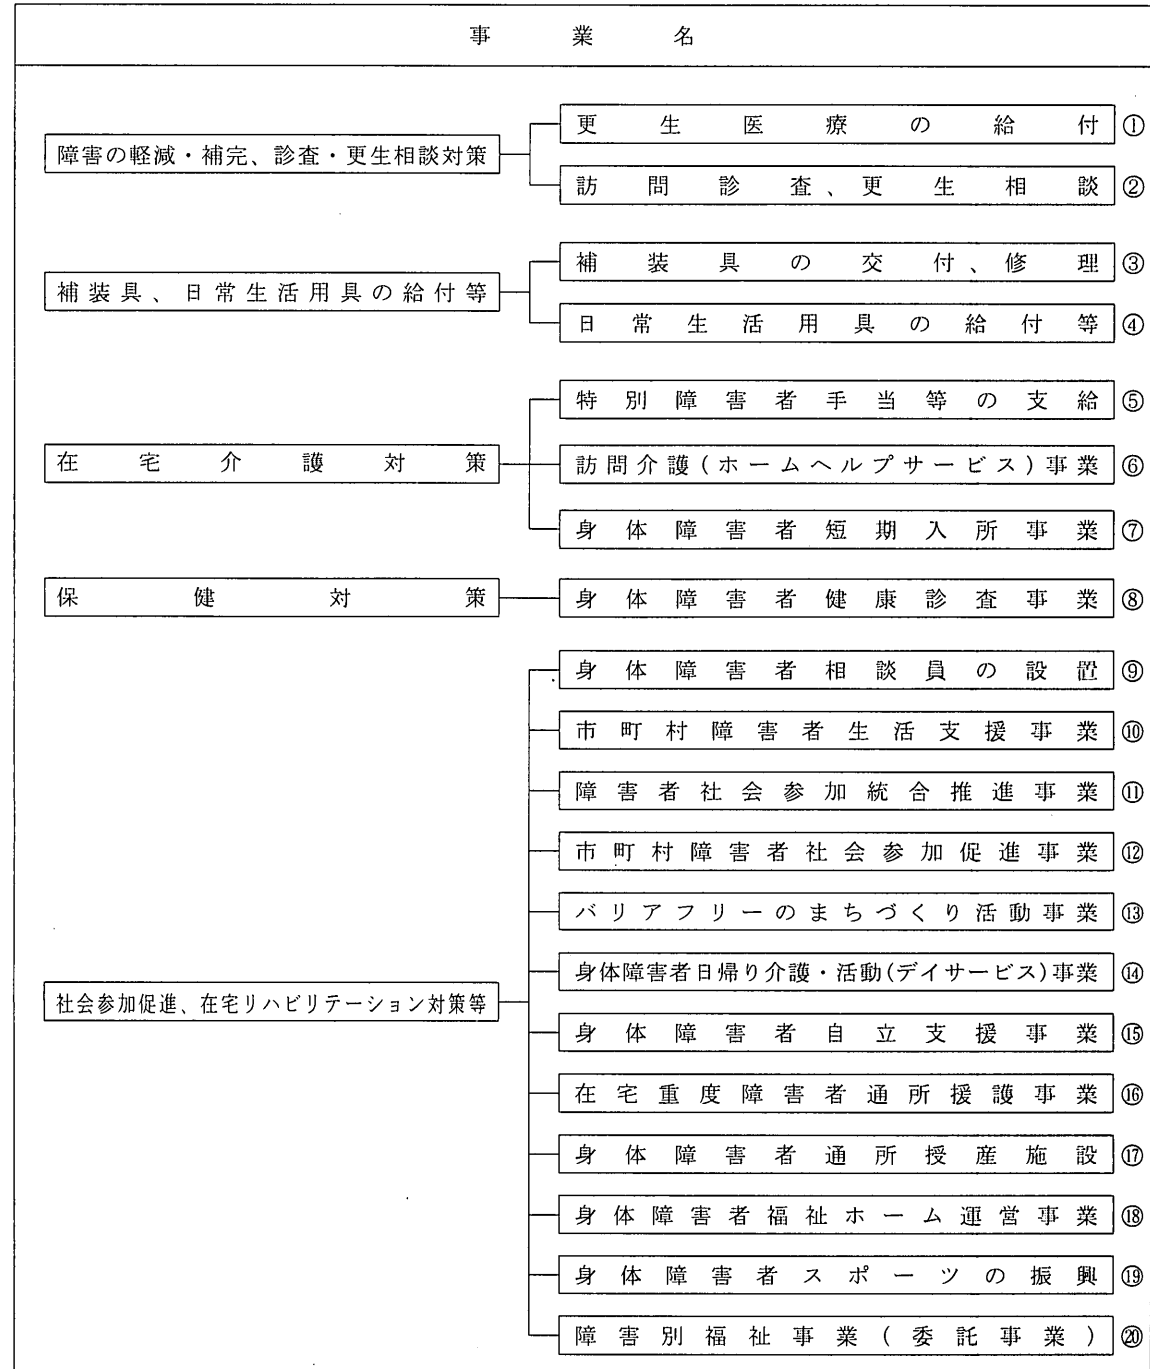 事業名
障害の軽減・補完、診査・更生相談対策
更生医療の給付 ①
訪問診査、更生相談 ②
補装具、日常生活用具の給付等
補装具の交付、修理 ③
日常生活用具の給付等 ④
在宅介護対策
特別障害者手当等の支給 ⑤
訪問介護(ホームヘルプサービス)事業 ⑥
身体障害者短期入所事業 ⑦
保健対策
身体障害者健康診査事業 ⑧
社会参加促進、在宅リハビリテーション対策等
身体障害者相談員の設置 ⑨
市町村障害者生活支援事業 ⑩
障害者社会参加統合推進事業 ⑪
市町村障害者社会参加促進事業 ⑫
バリアフリーのまちづくり活動事業 ⑬
身体障害者日帰り介護・活動(デイサービス)事業 ⑭
身体障害者自立支援事業 ⑮
在宅重度障害者通所援護事業 ⑯
身体障害者通所授産施設 ⑰
身体障害者福祉ホーム運営事業 ⑱
身体障害者スポーツの振興 ⑲
障害別福祉事業(委託事業) ⑳